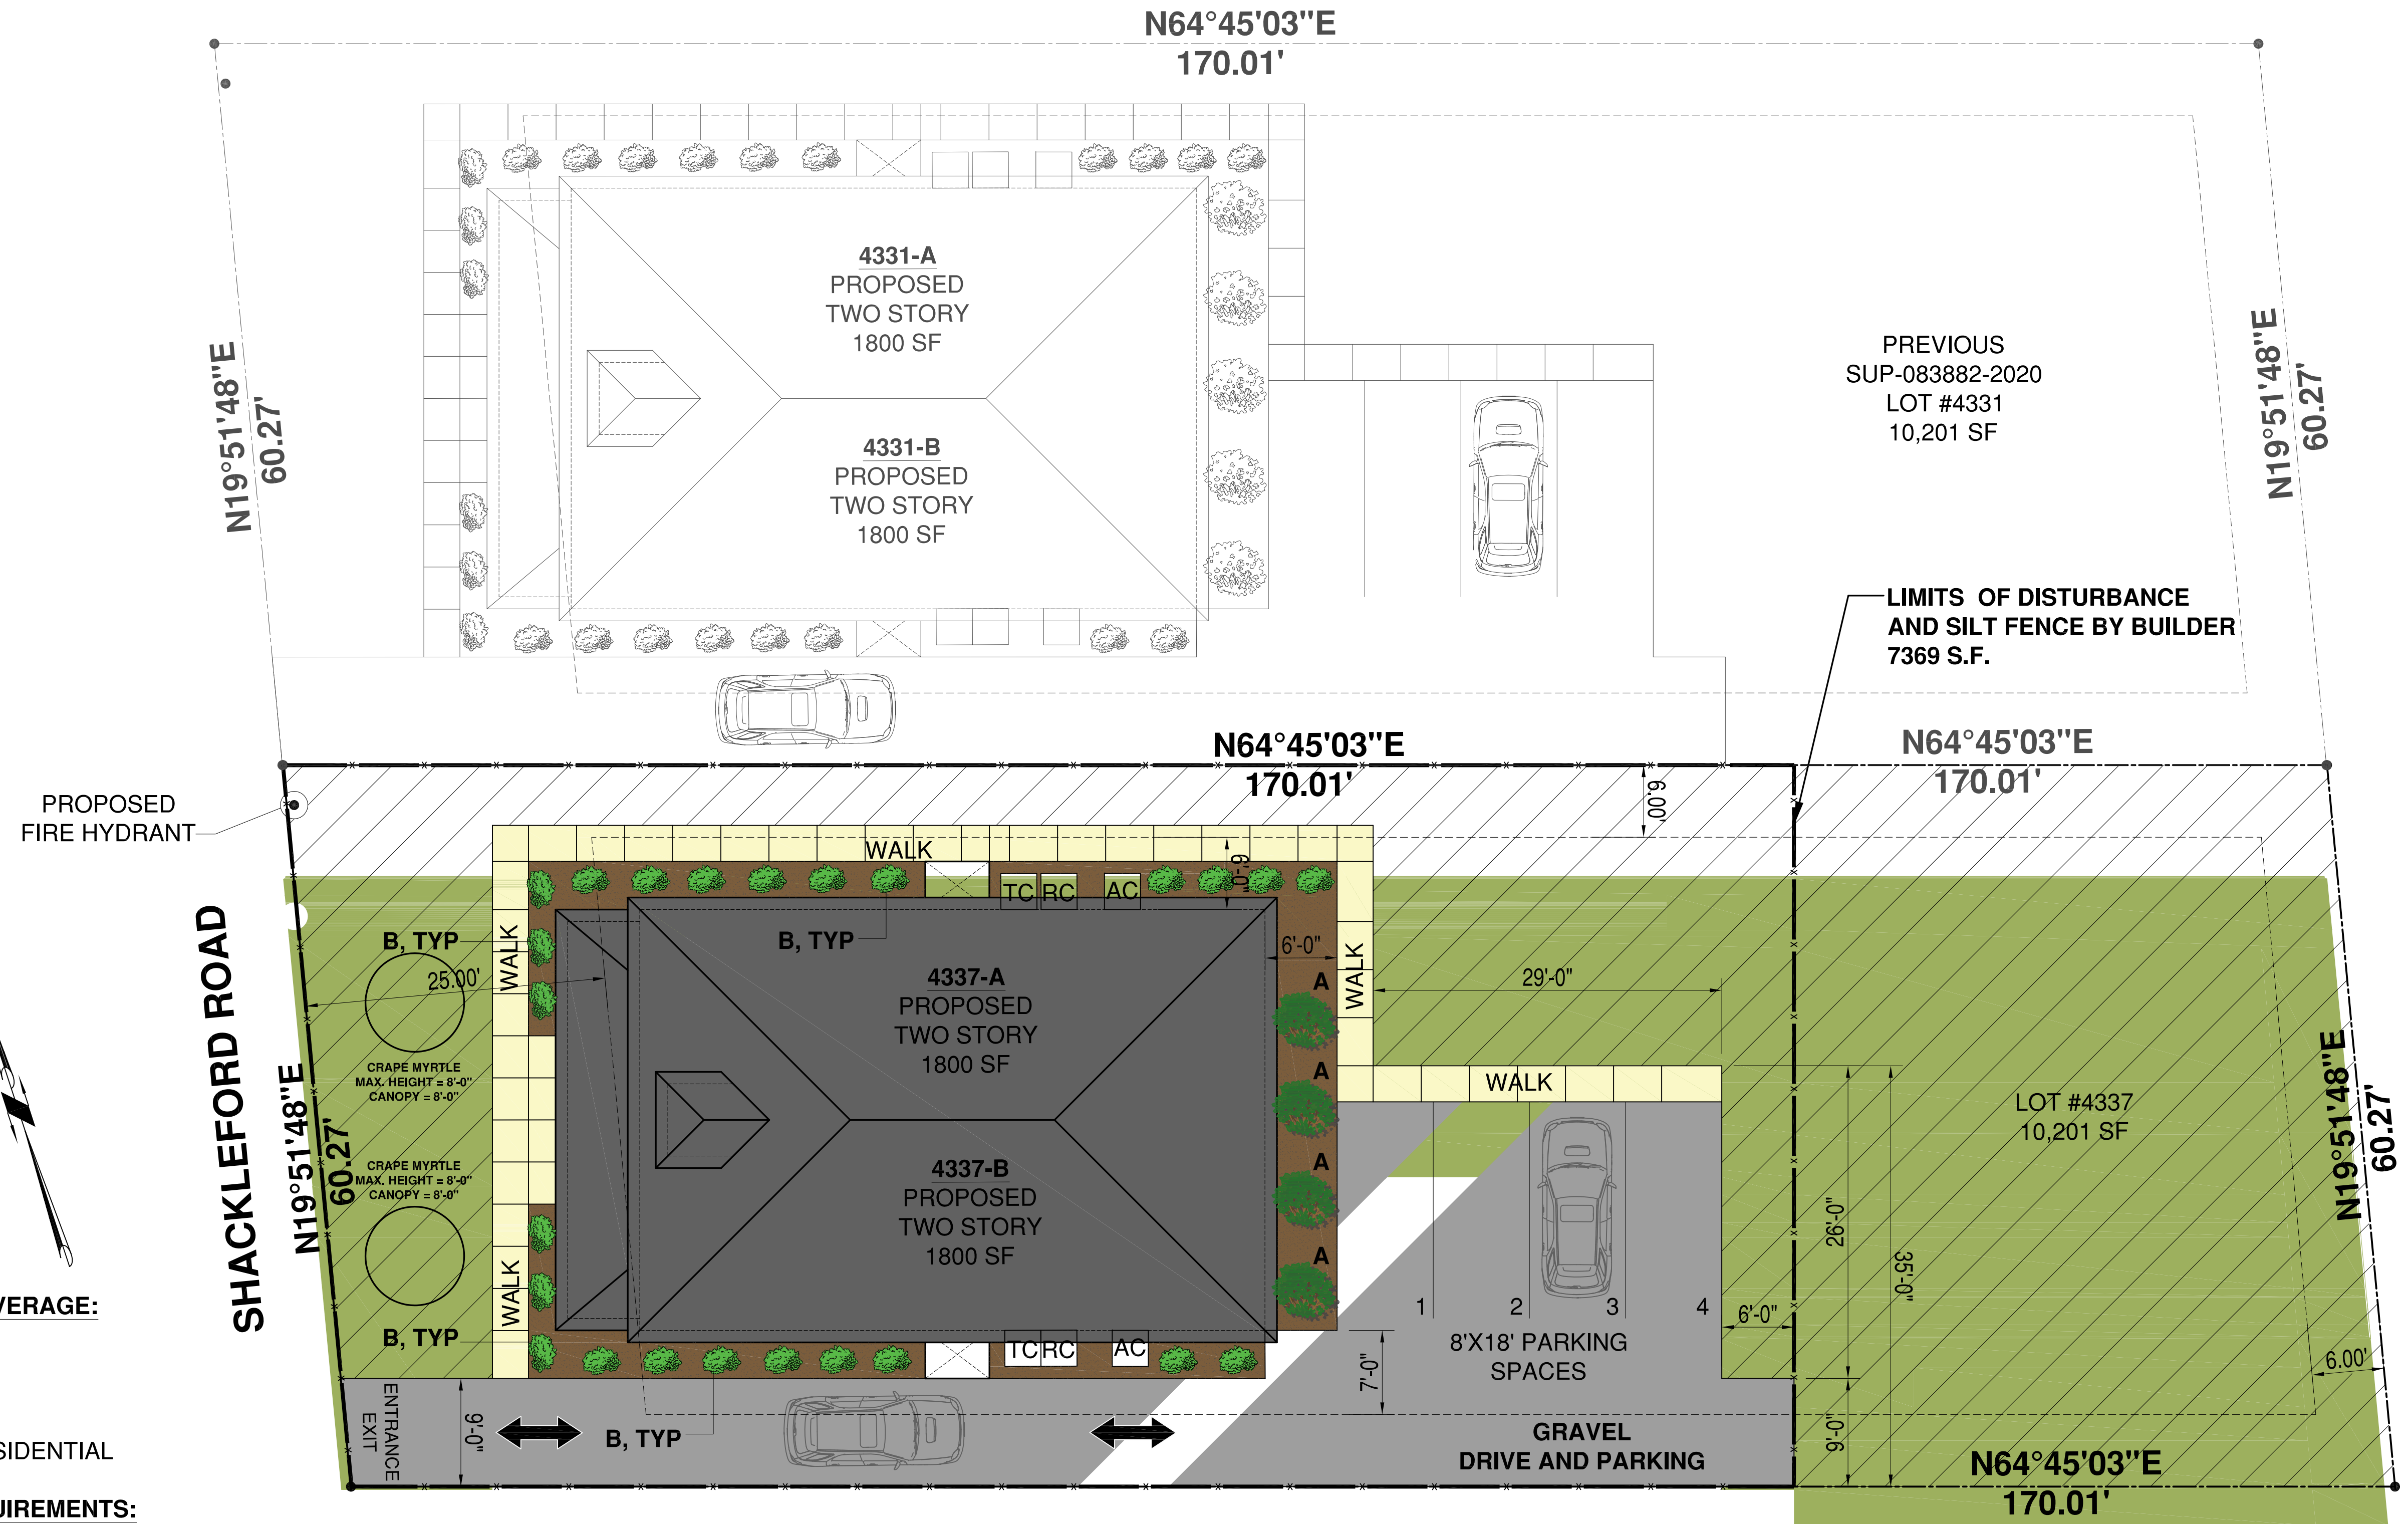 N64°45'03"E
170.01'
4331-A
PROPOSED
TWO STORY
1800 SF
4331-B
PROPOSED
TWO STORY
1800 SF
PREVIOUS
SUP-083882-2020
LOT #4331
10,201 SF
N19°51'48"E
60.27'
N19°51'48"E
60.27'
LIMITS OF DISTURBANCE
AND SILT FENCE BY BUILDER
7369 S.F.
N64°45'03"E
170.01'
N64°45'03"E
170.01'
PROPOSED
FIRE HYDRANT
6.00'
WALK
6'-0"
TC
RC
AC
B, TYP
B, TYP
WALK
25.00'
6'-0"
WALK
29'-0"
A
4337-A
PROPOSED
TWO STORY
1800 SF
SHACKLEFORD ROAD
N19°51'48"E
60.27'
CRAPE MYRTLE
MAX. HEIGHT = 8'-0"
CANOPY = 8'-0"
A
WALK
LOT #4337
10,201 SF
N19°51'48"E
60.27'
CRAPE MYRTLE
MAX. HEIGHT = 8'-0"
CANOPY = 8'-0"
4337-B
PROPOSED
TWO STORY
1800 SF
A
A
26'-0"
35'-0"
WALK
1
2
3
4
6'-0"
8'X18' PARKING
SPACES
VERAGE:
B, TYP
TC
RC
AC
7'-0"
6.00'
ENTRANCE
EXIT
9'-0"
B, TYP
GRAVEL
DRIVE AND PARKING
9'-0"
N64°45'03"E
170.01'
SIDENTIAL
UIREMENTS: